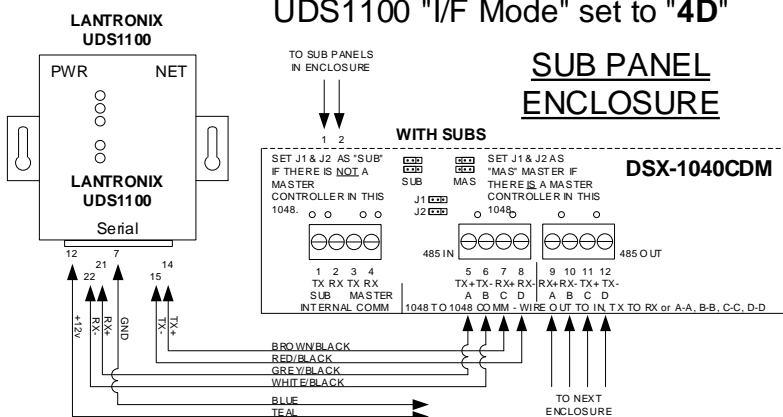 UDS1100 "I/F Mode" set to "4D"
LANTRONIX
UDS1100
PWR NET
LANTRONIX
UDS1100
Serial
12 7
22 21
15 14
+12v
RX-
RX+
GND
TX-
TX+
TO SUB PANELS
IN ENCLOSURE
1 2
SUB PANEL
ENCLOSURE
WITH SUBS
SET J1 & J2 AS "SUB"
IF THERE IS NOT A
MASTER
CONTROLLER IN THIS
1048.
SUB MAS
J1
J2
SET J1 & J2 AS
"MAS" MASTER IF
THERE IS A MASTER
CONTROLLER IN THIS
1048.
DSX-1040CDM
485 IN
485 OUT
1 2 3 4
TX RX TX RX
SUB MASTER
INTERNAL COMM
5 6 7 8 9 10 11 12
TX+ TX- RX+ RX- RX+ RX- TX+ TX-
A B C D A B C D
1048 TO 1048 COMM - WIRE OUT TO IN, TX TO RX or A-A, B-B, C-C, D-D
BROWN/BLACK
RED/BLACK
GREY/BLACK
WHITE/BLACK
BLUE
TEAL
TO NEXT
ENCLOSURE